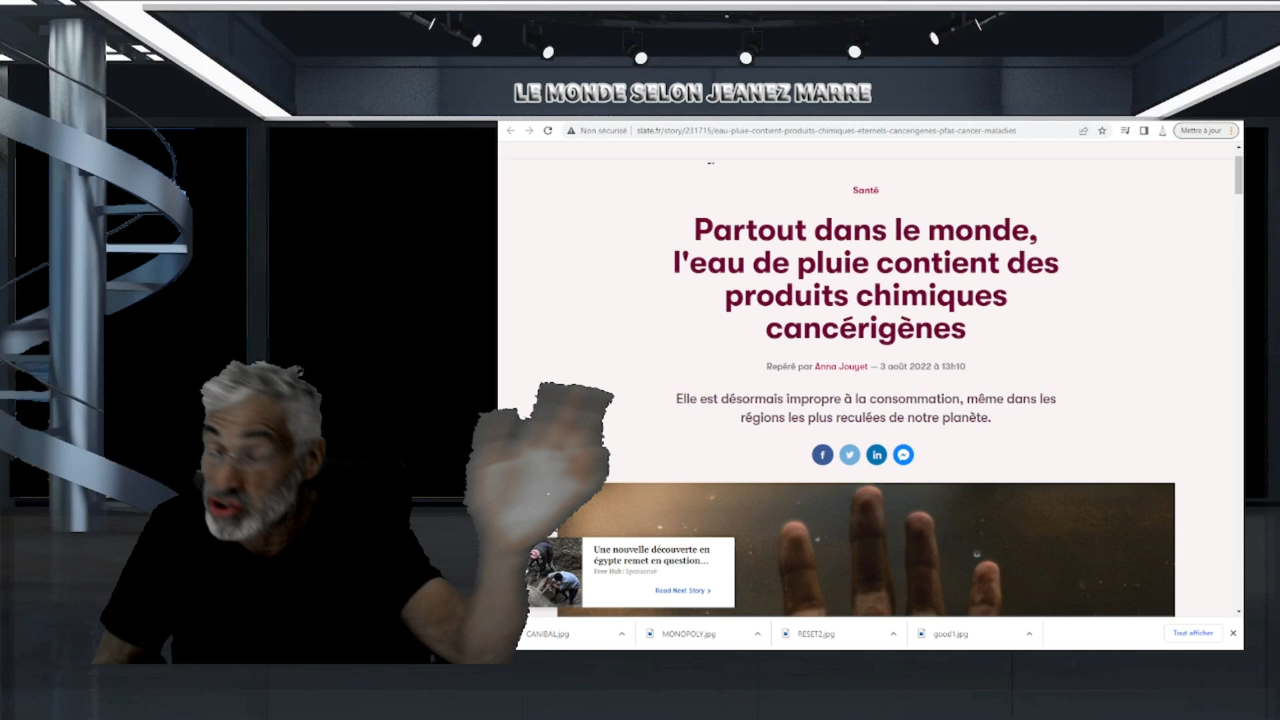 LE MONDE SELON JEANEZ MARRE
Non sécurisé | slate.fr/story/231715/eau-pluie-contient-produits-chimiques-eternels-cancerigenes-pfas-cancer-maladies
Mettre à jour
Santé
Partout dans le monde,
l'eau de pluie contient des
produits chimiques
cancérigènes
Repéré par Anna Jouyet — 3 août 2022 à 13h10
Elle est désormais impropre à la consommation, même dans les
régions les plus reculées de notre planète.
f
in
Une nouvelle découverte en
égypte remet en question...
Free Hub | Sponsorisé
Read Next Story >
CANIBAL.jpg
MONOPOLY.jpg
RESET2.jpg
good1.jpg
Tout afficher